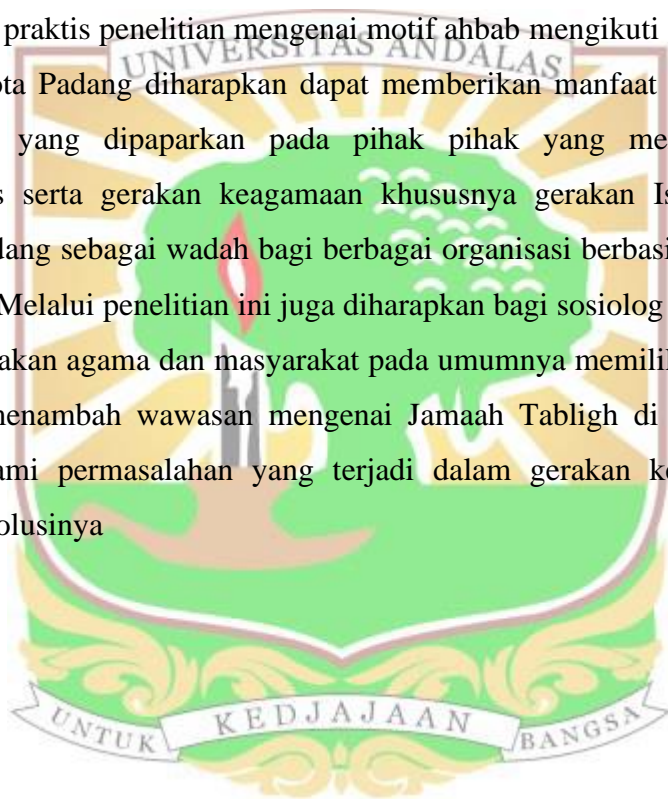 praktis penelitian mengenai motif ahbab mengikuti
UNIVERSITAS ANDALAS
ta Padang diharapkan dapat memberikan manfaat
yang dipaparkan pada pihak pihak yang me
s serta gerakan keagamaan khususnya gerakan Is
dang sebagai wadah bagi berbagai organisasi berbasi
Melalui penelitian ini juga diharapkan bagi sosiolog
akan agama dan masyarakat pada umumnya memili
menambah wawasan mengenai Jamaah Tabligh di
ami permasalahan yang terjadi dalam gerakan ke
olusinya
UNTUK KEDJAJAAN BANGSA